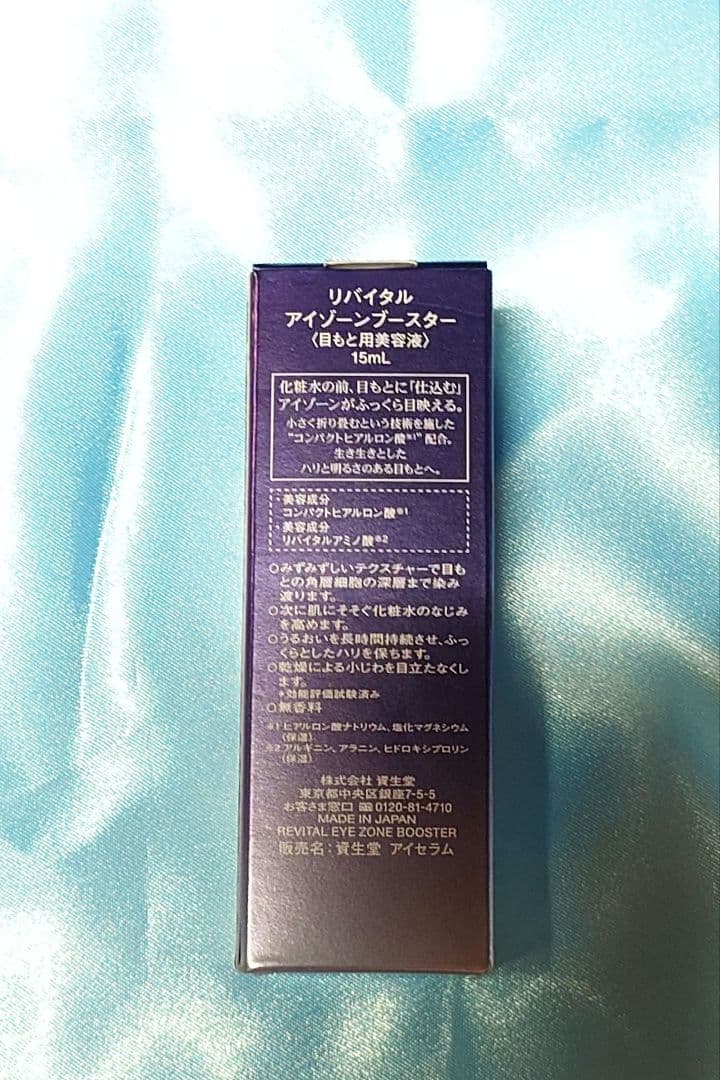 リバイタル
アイゾーンブースター
〈目もと用美容液〉
15mL
化粧水の前、目もとに「仕込む」
アイゾーンがふっくら目映える。
小さく折り畳むという技術を施した
“コンパクトヒアルロン酸※1”配合。
生き生きとした
ハリと明るさのある目もとへ。
・美容成分
コンパクトヒアルロン酸※1
・美容成分
リバイタルアミノ酸※2
○みずみずしいテクスチャーで目も
との角層細胞の深層まで染み
渡ります。
○次に肌にそそぐ化粧水のなじみ
を高めます。
○うるおいを長時間持続させ、ふっ
くらとしたハリを保ちます。
○乾燥による小じわを目立たなくし
ます。
*効能評価試験済み
○無香料
※1 ヒアルロン酸ナトリウム、塩化マグネシウム
(保湿)
※2 アルギニン、アラニン、ヒドロキシプロリン
(保湿)
株式会社 資生堂
東京都中央区銀座7-5-5
お客さま窓口 0120-81-4710
MADE IN JAPAN
REVITAL EYE ZONE BOOSTER
販売名:資生堂 アイセラム